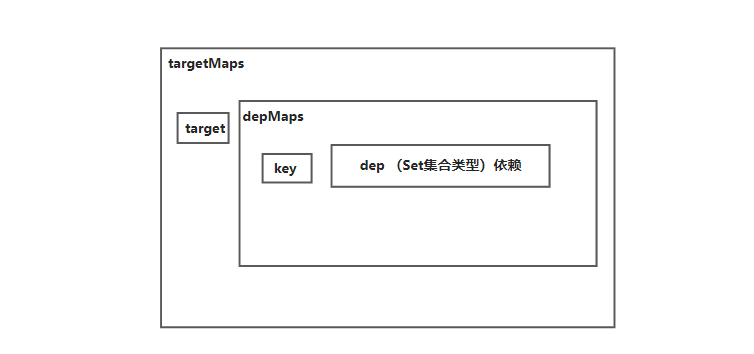 targetMaps
target
depMaps
key
dep （Set集合类型）依赖